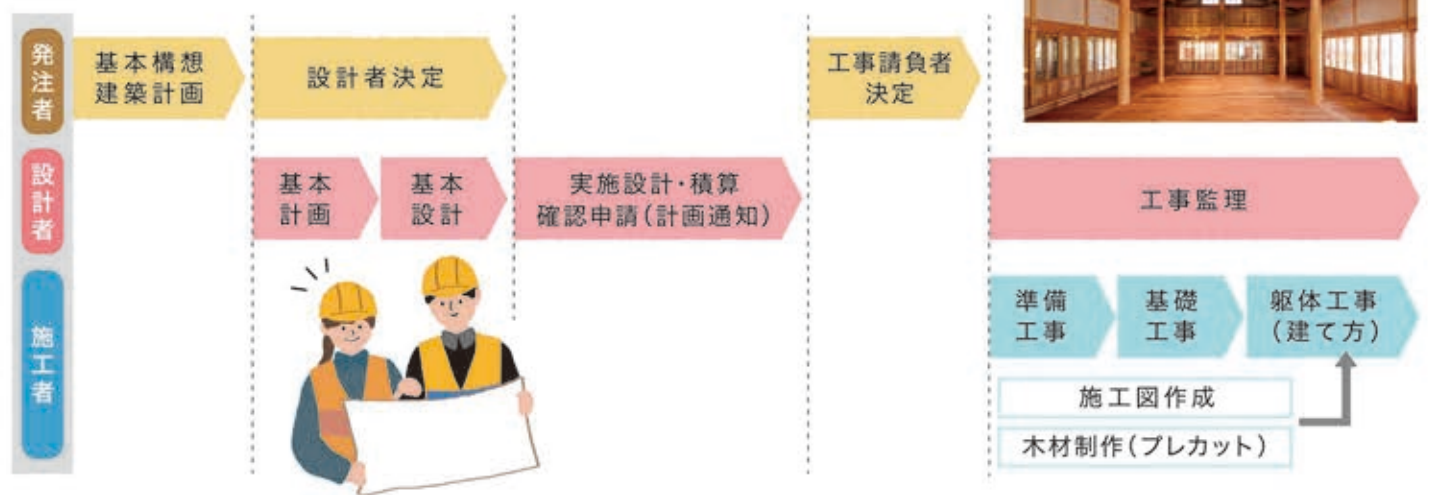 発注者
基本構想
建築計画
設計者決定
工事請負者
決定
設計者
基本
計画
基本
設計
実施設計・積算
確認申請(計画通知)
工事監理
施工者
準備
工事
基礎
工事
躯体工事
(建て方)
施工図作成
木材制作(プレカット)